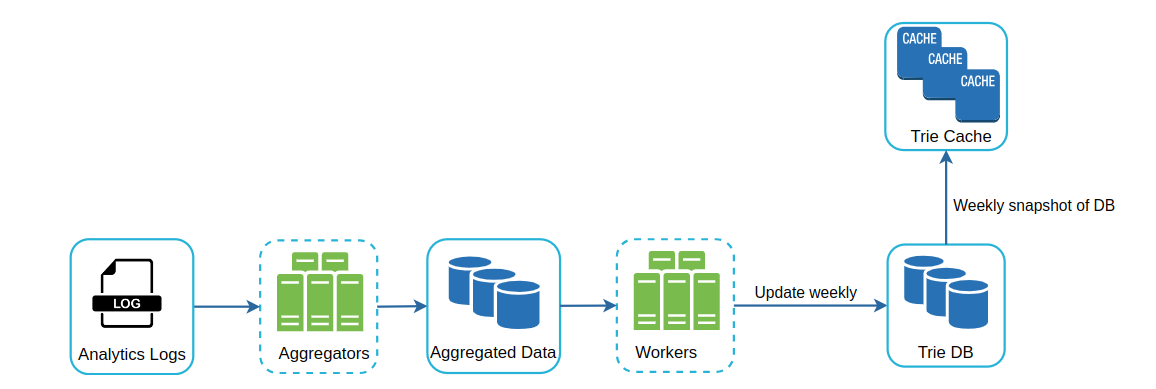 CACHE
CACHE
CACHE
Trie Cache
Weekly snapshot of DB
LOG
Analytics Logs
Aggregators
Aggregated Data
Workers
Update weekly
Trie DB